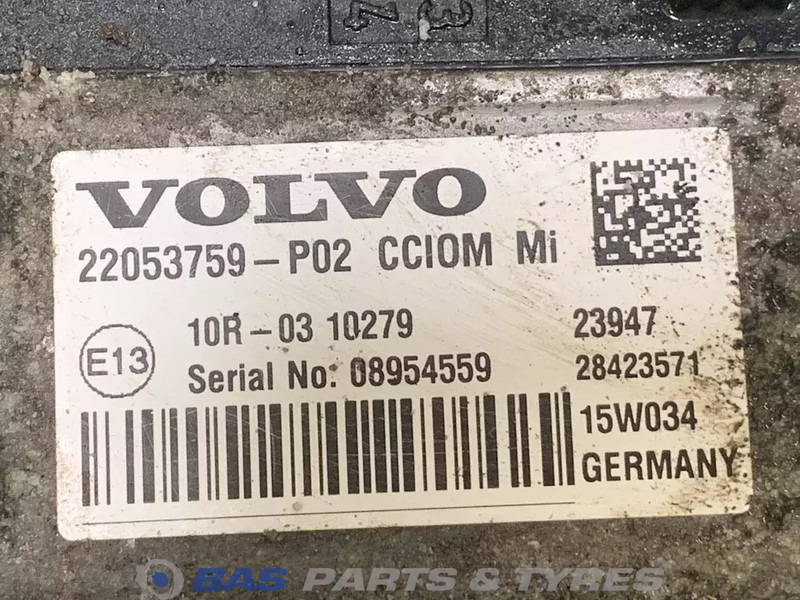 VOLVO
22053759-P02 CCIOM Mi
E13
10R-03 10279 23947
Serial No: 08954559 28423571
15W034
GERMANY
BAS PARTS & TYRES